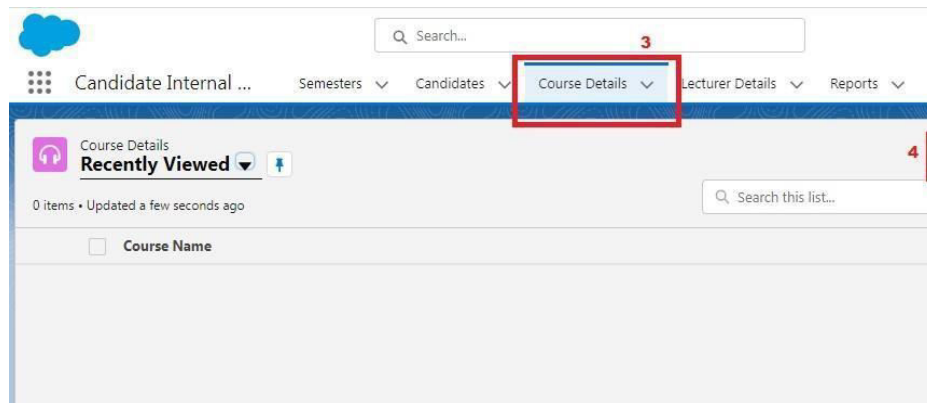 Search...
3
Candidate Internal ... Semesters Candidates Course Details Lecturer Details Reports
Course Details
Recently Viewed
4
0 items • Updated a few seconds ago
Search this list...
Course Name